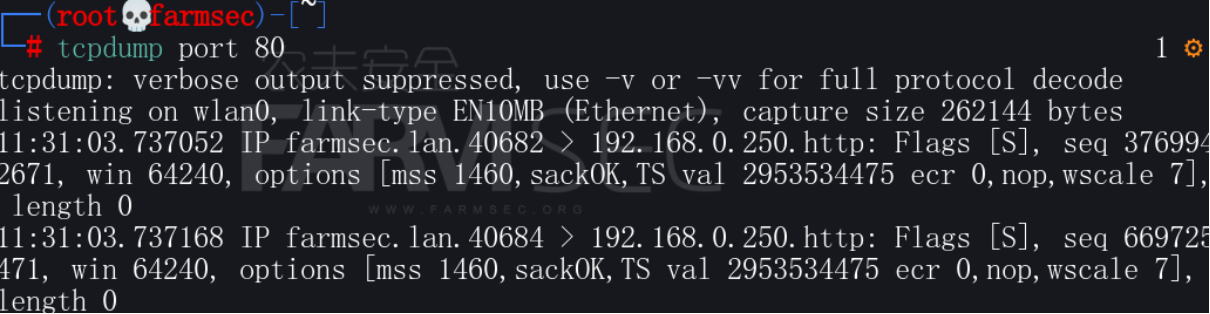 (root💀farmsec)-[~]
# tcpdump port 80
1 ⚙
tcpdump: verbose output suppressed, use -v or -vv for full protocol decode
listening on wlan0, link-type EN10MB (Ethernet), capture size 262144 bytes
11:31:03.737052 IP farmsec.lan.40682 > 192.168.0.250.http: Flags [S], seq 376994
2671, win 64240, options [mss 1460,sackOK,TS val 2953534475 ecr 0,nop,wscale 7],
length 0
11:31:03.737168 IP farmsec.lan.40684 > 192.168.0.250.http: Flags [S], seq 669725
471, win 64240, options [mss 1460,sackOK,TS val 2953534475 ecr 0,nop,wscale 7],
length 0
农夫安全
FARMSEC
WWW.FARMSEC.ORG